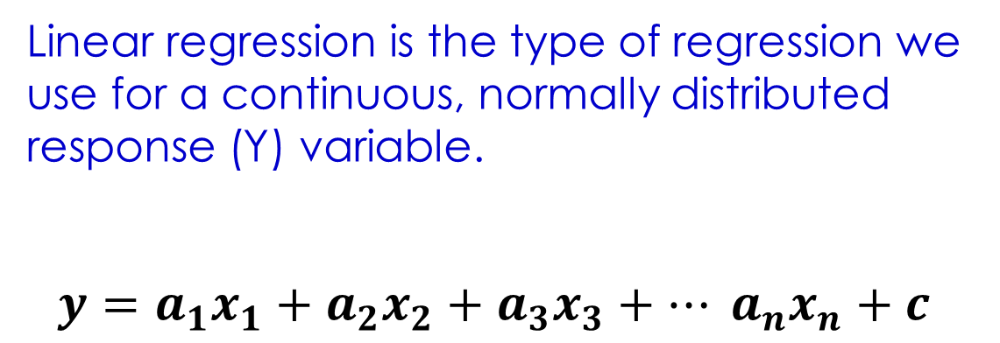 Linear regression is the type of regression we
use for a continuous, normally distributed
response (Y) variable.
y = a₁x₁ + a₂x₂ + a₃x₃ + ⋯ aₙxₙ + c